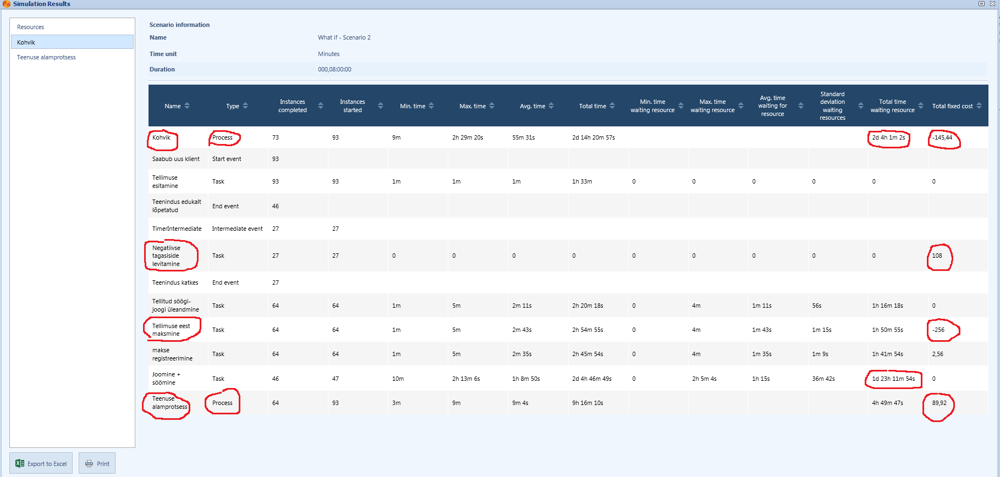 Simulation Results
Resources
Kohvik
Teenuse alamprotsess
Scenario information
Name What if - Scenario 2
Time unit Minutes
Duration 000,08:00:00
Name Type Instances completed Instances started Min. time Max. time Avg. time Total time Min. time waiting resource Max. time waiting resource Avg. time waiting for resource Standard deviation waiting resources Total time waiting resource Total fixed cost
Kohvik Process 73 93 9m 2h 29m 20s 55m 31s 2d 14h 20m 57s 2d 4h 1m 2s -145,44
Saabub uus klient Start event 93
Tellimuse esitamine Task 93 93 1m 1m 1m 1h 33m 0 0 0 0 0 0
Teenindus edukalt lõpetatud End event 46
TimerIntermediate Intermediate event 27 27
Negatiivse tagasiside levitamine Task 27 27 0 0 0 0 0 0 0 0 0 108
Teenindus katkes End event 27
Tellitud söögi-joogi üleandmine Task 64 64 1m 5m 2m 11s 2h 20m 18s 0 4m 1m 11s 56s 1h 16m 18s 0
Tellimuse eest maksmine Task 64 64 1m 5m 2m 43s 2h 54m 55s 0 4m 1m 43s 1m 15s 1h 50m 55s -256
makse registreerimine Task 64 64 1m 5m 2m 35s 2h 45m 54s 0 4m 1m 35s 1m 9s 1h 41m 54s 2,56
Joomine + söömine Task 46 47 10m 2h 13m 6s 1h 8m 50s 2d 4h 46m 49s 0 2h 5m 4s 1h 15s 36m 42s 1d 23h 11m 54s 0
Teenuse alamprotsess Process 64 93 3m 9m 9m 4s 9h 16m 10s 4h 49m 47s 89,92
Export to Excel
Print